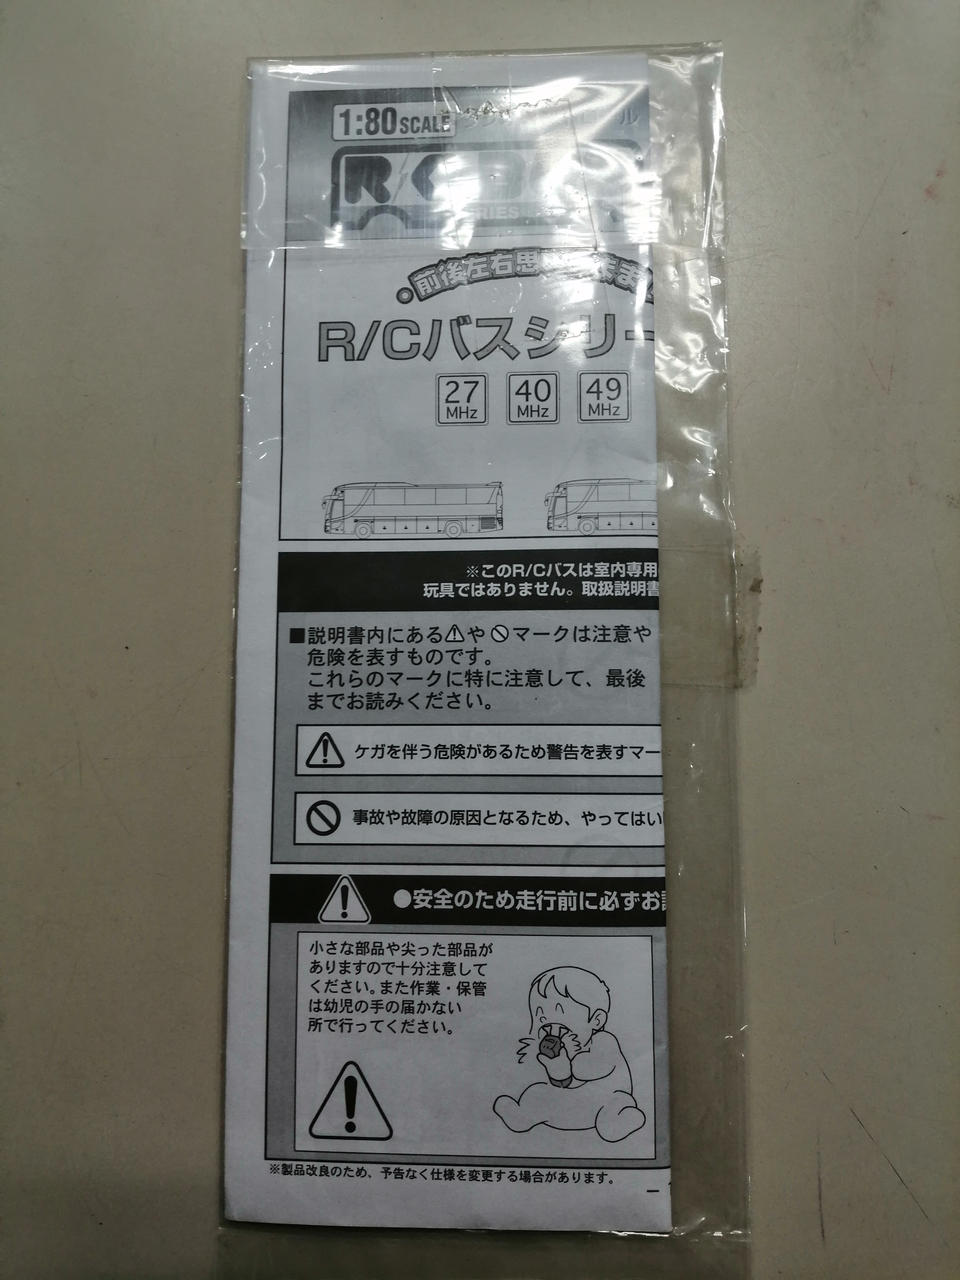 1:80 SCALE
R/C
前後左右思
R/Cバスシリー
27 MHz 40 MHz 49 MHz
※このR/Cバスは室内専用
玩具ではありません。取扱説明書
■説明書内にある⚠や🚫マークは注意や
危険を表すものです。
これらのマークに特に注意して、最後
までお読みください。
ケガを伴う危険があるため警告を表すマー
事故や故障の原因となるため、やってはい
●安全のため走行前に必ずお
小さな部品や尖った部品が
ありますので十分注意して
ください。また作業・保管
は幼児の手の届かない
所で行ってください。
※製品改良のため、予告なく仕様を変更する場合があります。